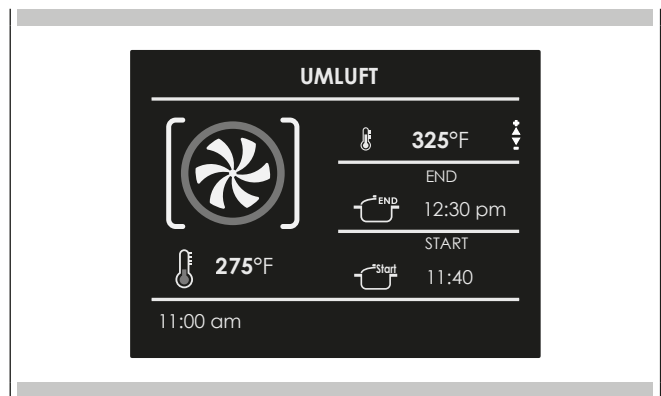 UMLUFT
325°F
END
END
12:30 pm
START
Start
11:40
275°F
11:00 am